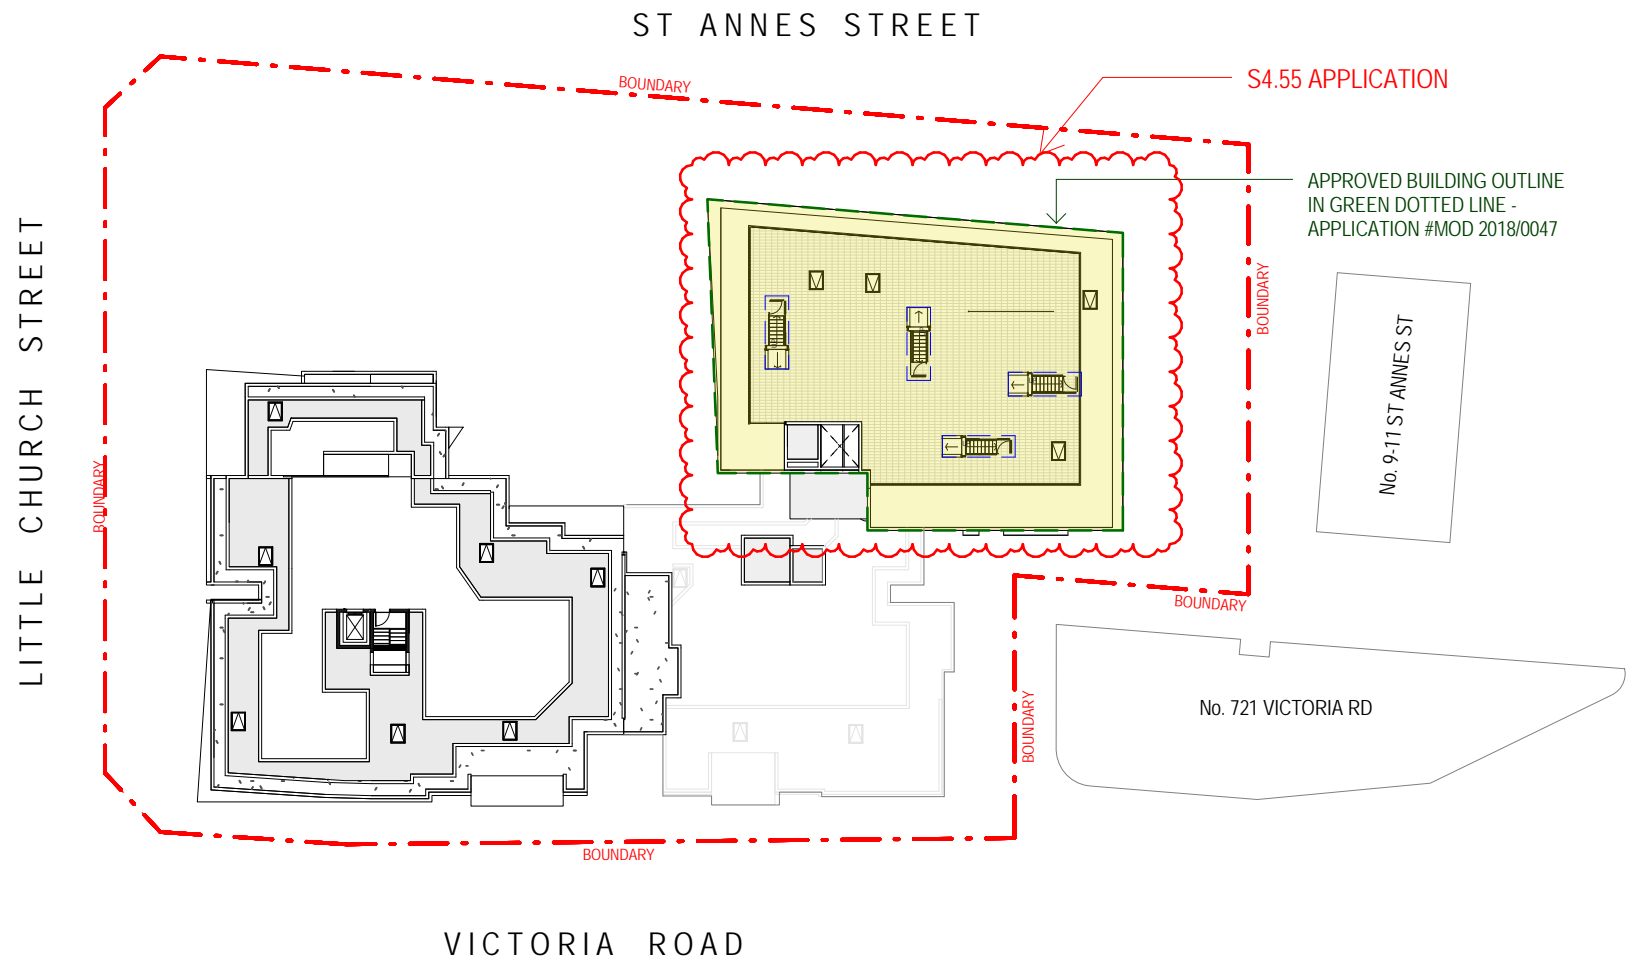 ST ANNES STREET
S4.55 APPLICATION
BOUNDARY
APPROVED BUILDING OUTLINE
IN GREEN DOTTED LINE -
APPLICATION #MOD 2018/0047
LITTLE CHURCH STREET
BOUNDARY
BOUNDARY
No. 9-11 ST ANNES ST
BOUNDARY
BOUNDARY
No. 721 VICTORIA RD
BOUNDARY
VICTORIA ROAD